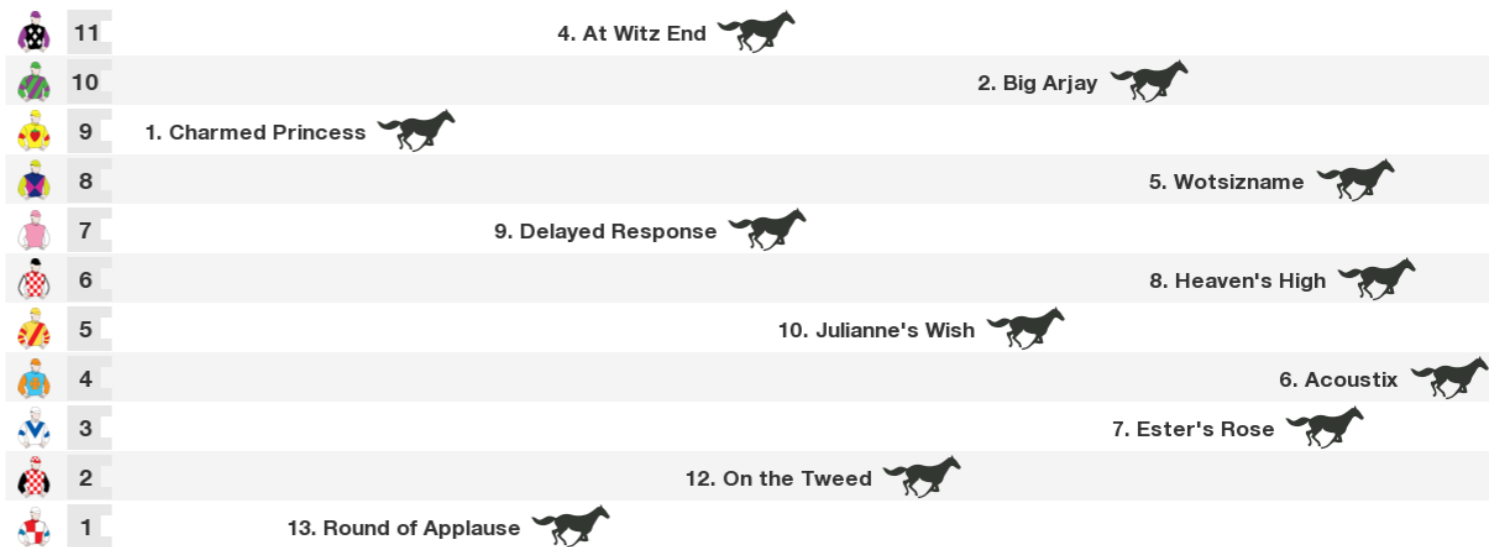 11 4. At Witz End
10 2. Big Arjay
9 1. Charmed Princess
8 5. Wotsizname
7 9. Delayed Response
6 8. Heaven's High
5 10. Julianne's Wish
4 6. Acoustix
3 7. Ester's Rose
2 12. On the Tweed
1 13. Round of Applause